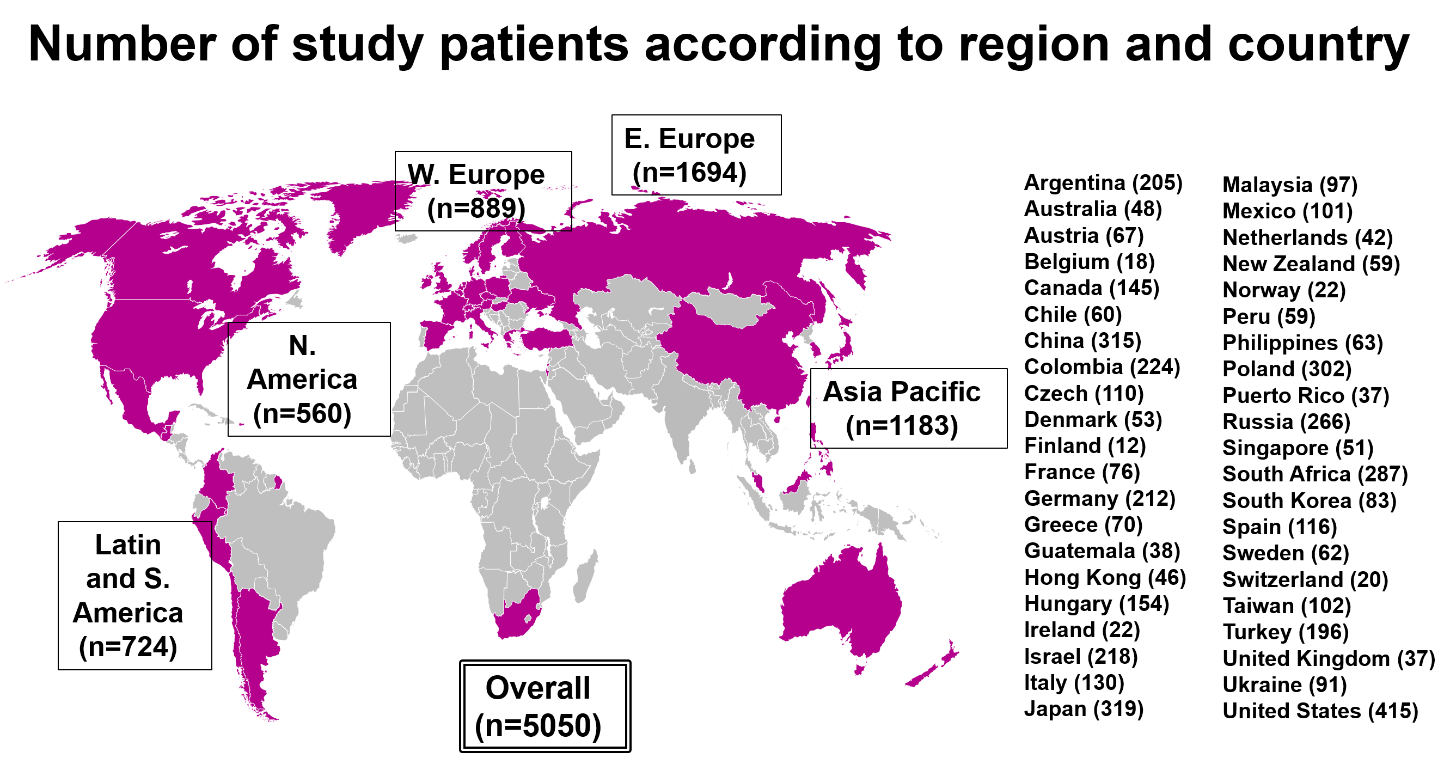 Number of study patients according to region and country
E. Europe
(n=1694)
W. Europe
(n=889)
N.
America
(n=560)
Asia Pacific
(n=1183)
Latin
and S.
America
(n=724)
Overall
(n=5050)
Argentina (205)
Australia (48)
Austria (67)
Belgium (18)
Canada (145)
Chile (60)
China (315)
Colombia (224)
Czech (110)
Denmark (53)
Finland (12)
France (76)
Germany (212)
Greece (70)
Guatemala (38)
Hong Kong (46)
Hungary (154)
Ireland (22)
Israel (218)
Italy (130)
Japan (319)
Malaysia (97)
Mexico (101)
Netherlands (42)
New Zealand (59)
Norway (22)
Peru (59)
Philippines (63)
Poland (302)
Puerto Rico (37)
Russia (266)
Singapore (51)
South Africa (287)
South Korea (83)
Spain (116)
Sweden (62)
Switzerland (20)
Taiwan (102)
Turkey (196)
United Kingdom (37)
Ukraine (91)
United States (415)